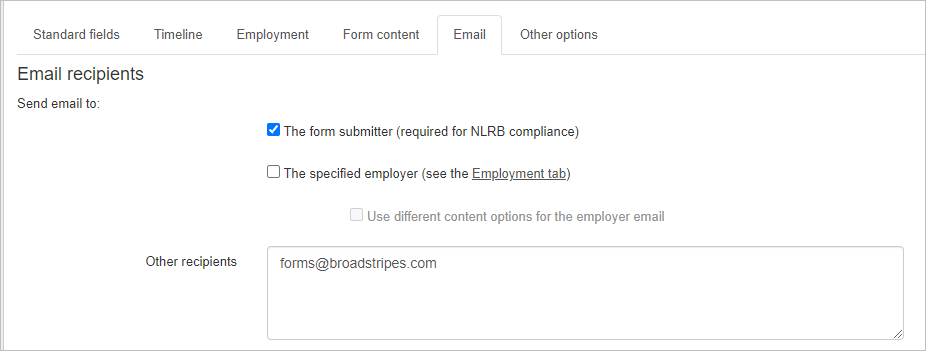 Standard fields Timeline Employment Form content Email Other options
Email recipients
Send email to:
The form submitter (required for NLRB compliance)
The specified employer (see the Employment tab)
Use different content options for the employer email
Other recipients forms@broadstripes.com